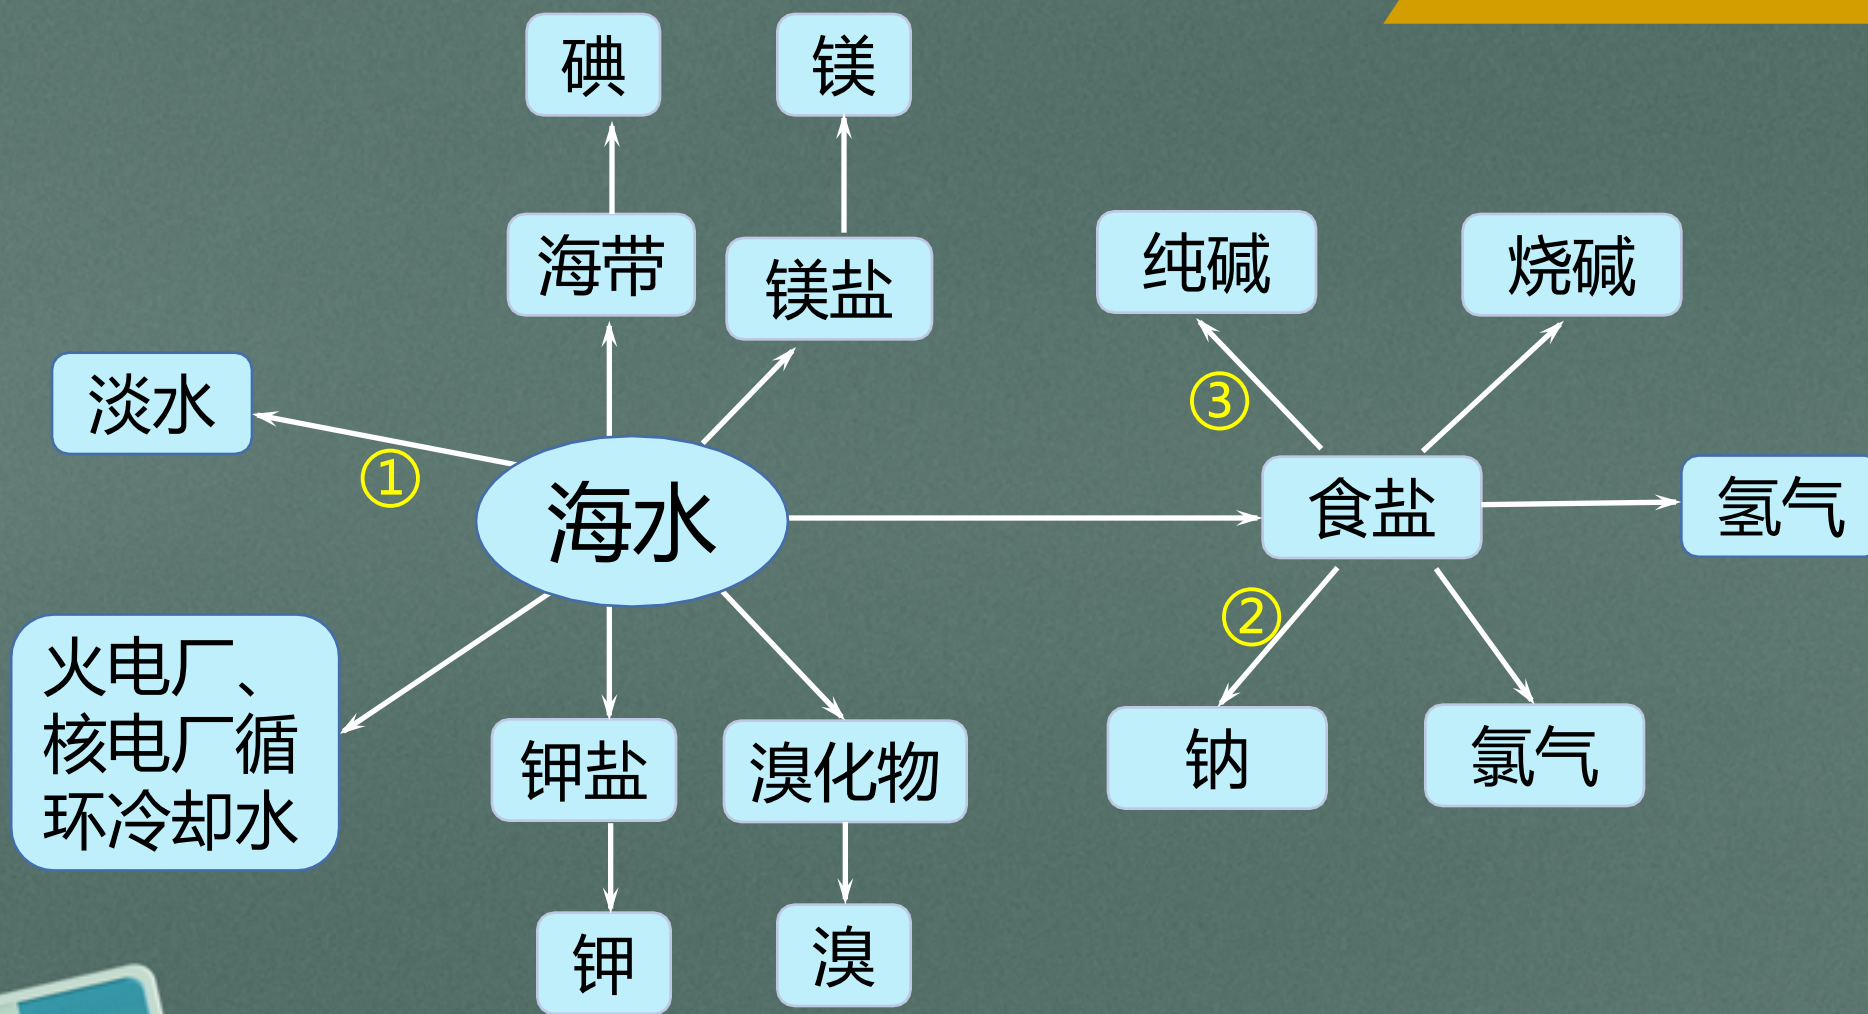 碘
镁
海带
镁盐
纯碱
烧碱
淡水
①
③
海水
食盐
氢气
②
火电厂、
核电厂循
环冷却水
钾盐
溴化物
钠
氯气
钾
溴